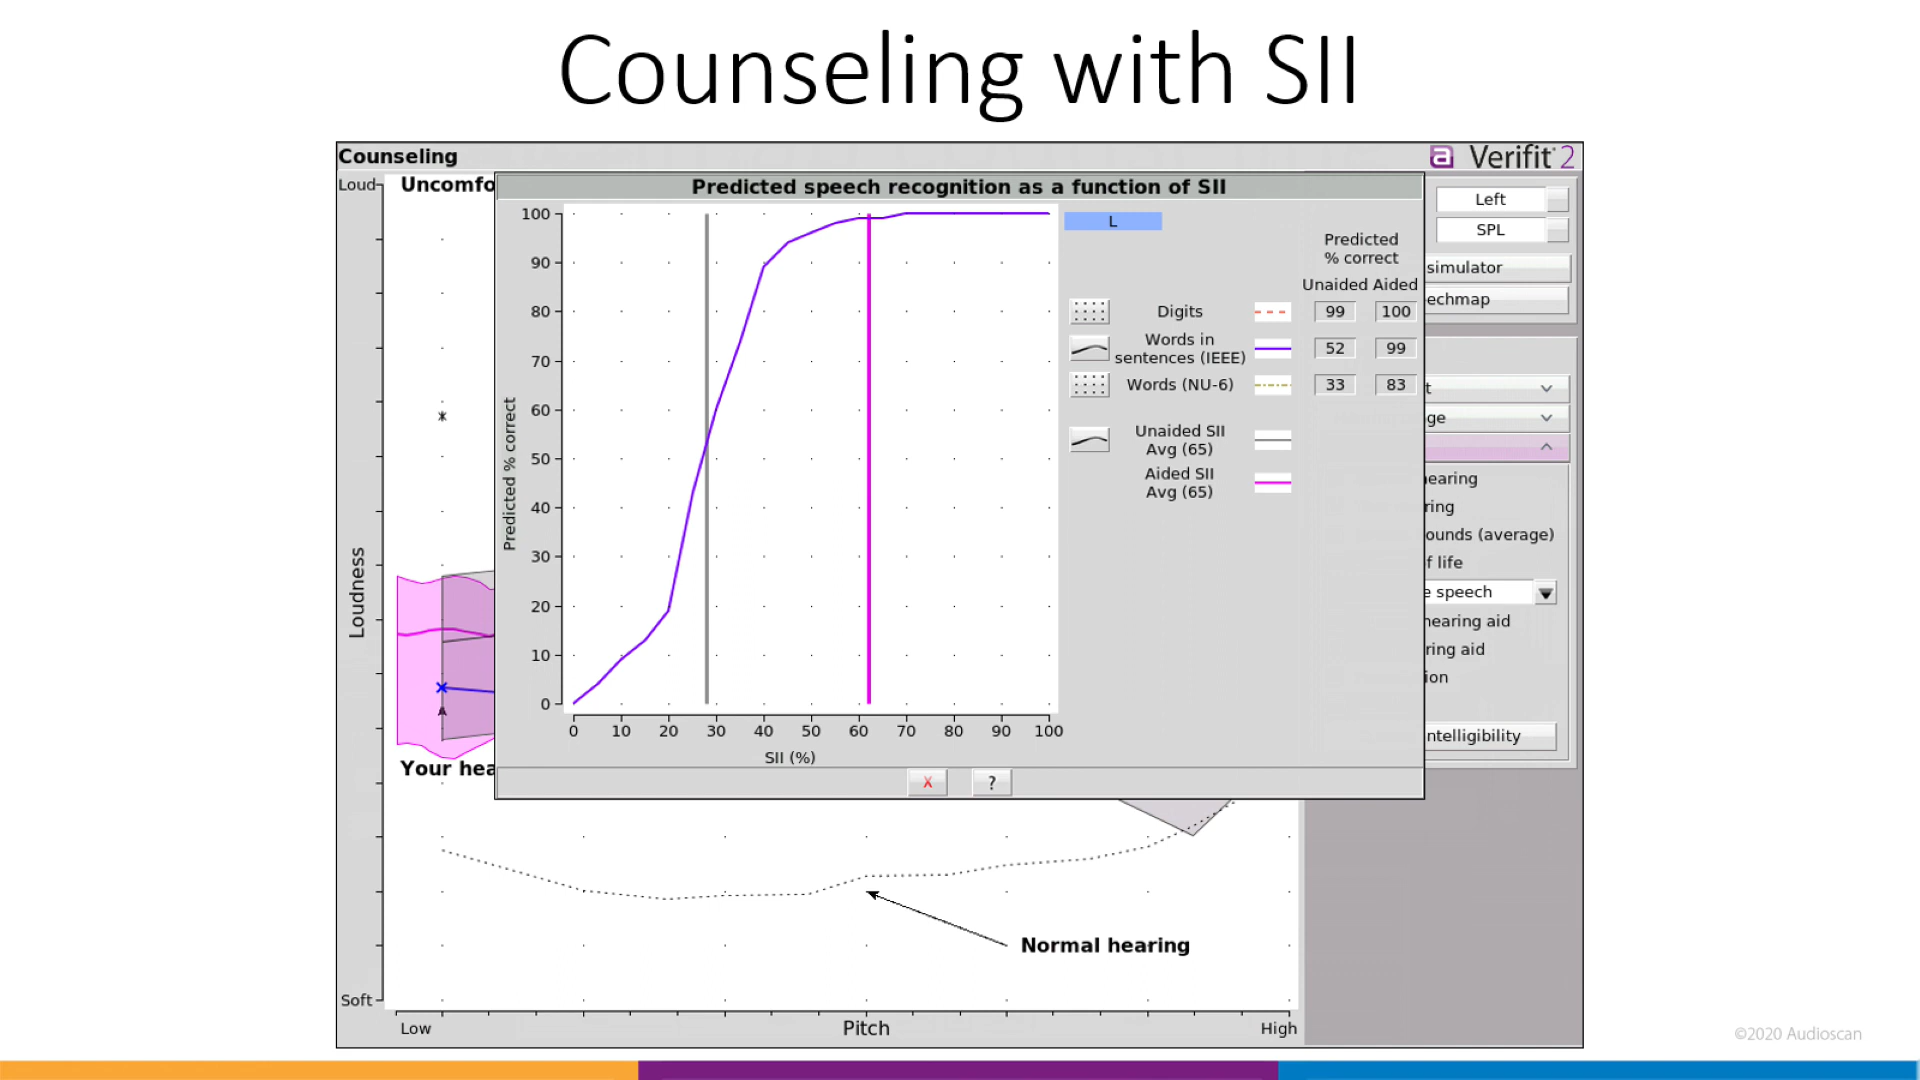 Counseling with SII
Counseling
a Verifit 2
Loud
Uncomfo
Predicted speech recognition as a function of SII
Left
SPL
simulator
echmap
t
ge
hearing
ring
ounds (average)
f life
e speech
hearing aid
ring aid
ion
ntelligibility
Predicted % correct
100
90
80
70
60
50
40
30
20
10
0
0 10 20 30 40 50 60 70 80 90 100
SII (%)
L
Predicted
% correct
Unaided Aided
Digits 99 100
Words in
sentences (IEEE) 52 99
Words (NU-6) 33 83
Unaided SII
Avg (65)
Aided SII
Avg (65)
X ?
Loudness
Your hea
Normal hearing
Soft
Low Pitch High
©2020 Audioscan